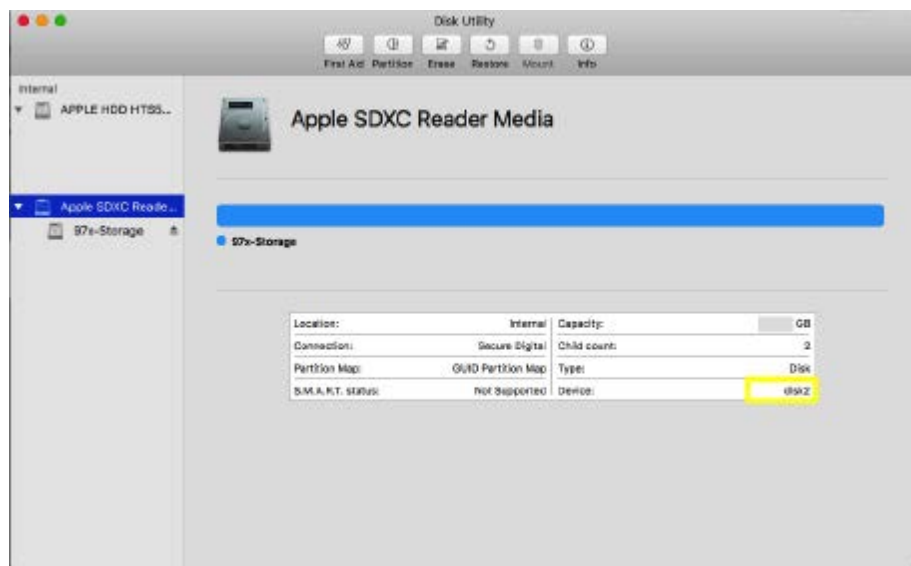 Disk Utility
First Aid Partition Erase Restore Mount Info
Internal
APPLE HDD HTS5...
Apple SDXC Reader Media
Apple SDXC Reade...
97x-Storage
97x-Storage
Location: Internal Capacity: GB
Connection: Secure Digital Child count: 2
Partition Map: GUID Partition Map Type: Disk
S.M.A.R.T. status: Not Supported Device: disk2